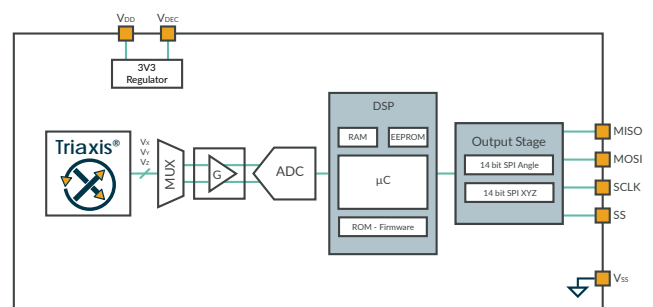 VDD
VDEC
3V3
Regulator
Triaxis®
VX
VY
VZ
MUX
G
ADC
DSP
RAM
EEPROM
µC
ROM - Firmware
Output Stage
14 bit SPI Angle
14 bit SPI XYZ
MISO
MOSI
SCLK
SS
VSS